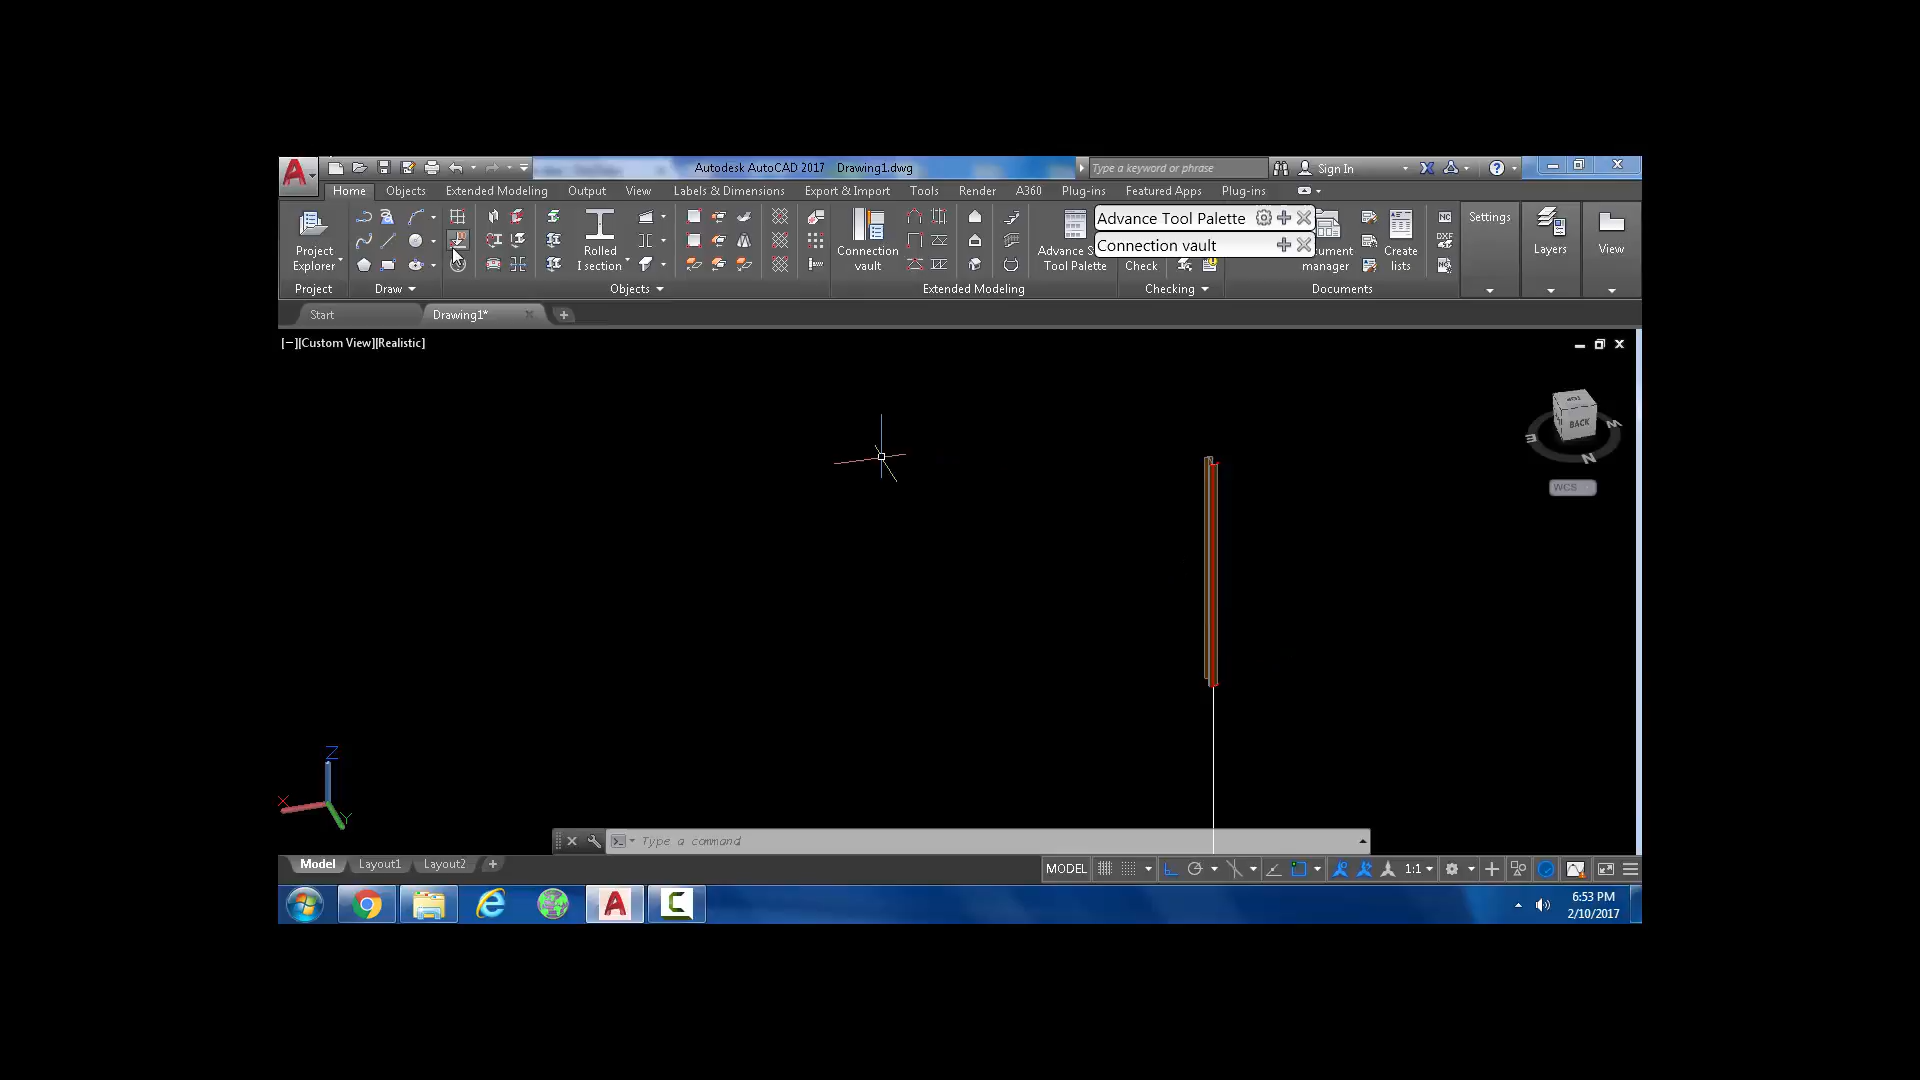 Autodesk AutoCAD 2017 Drawing1.dwg
Type a keyword or phrase
Sign In
Home Objects Extended Modeling Output View Labels & Dimensions Export & Import Tools Render A360 Plug-ins Featured Apps Plug-ins
Project Explorer
Rolled I section
Connection vault
Advance
Tool Palette
Check
manager
Create lists
NC
DXF
NC
Settings
Layers
View
Advance Tool Palette
Connection vault
Project Draw Objects Extended Modeling Checking Documents
Start Drawing1*
[−][Custom View][Realistic]
BACK
E
N
W
WCS
Z
X
Y
Type a command
Model Layout1 Layout2
MODEL
1:1
6:53 PM
2/10/2017